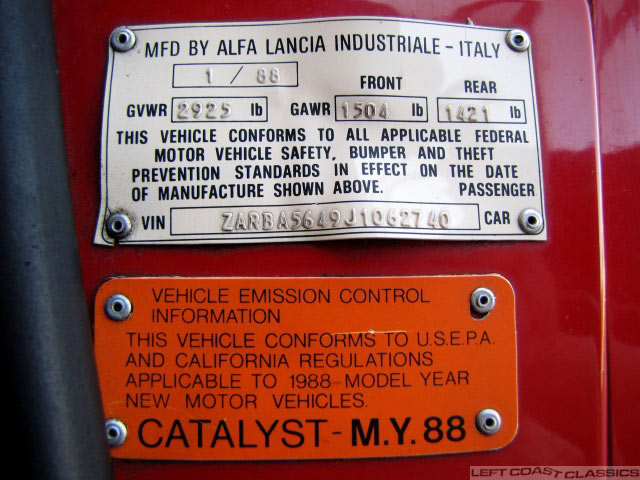 MFD BY ALFA LANCIA INDUSTRIALE - ITALY
1 / 88 FRONT REAR
GVWR 2925 lb GAWR 1504 lb 1421 lb
THIS VEHICLE CONFORMS TO ALL APPLICABLE FEDERAL
MOTOR VEHICLE SAFETY, BUMPER AND THEFT
PREVENTION STANDARDS IN EFFECT ON THE DATE
OF MANUFACTURE SHOWN ABOVE. PASSENGER
VIN ZARBA5649J1062740 CAR
VEHICLE EMISSION CONTROL
INFORMATION
THIS VEHICLE CONFORMS TO U.S.E.P.A.
AND CALIFORNIA REGULATIONS
APPLICABLE TO 1988 MODEL YEAR
NEW MOTOR VEHICLES.
CATALYST - M.Y. 88
LEFT COAST CLASSICS